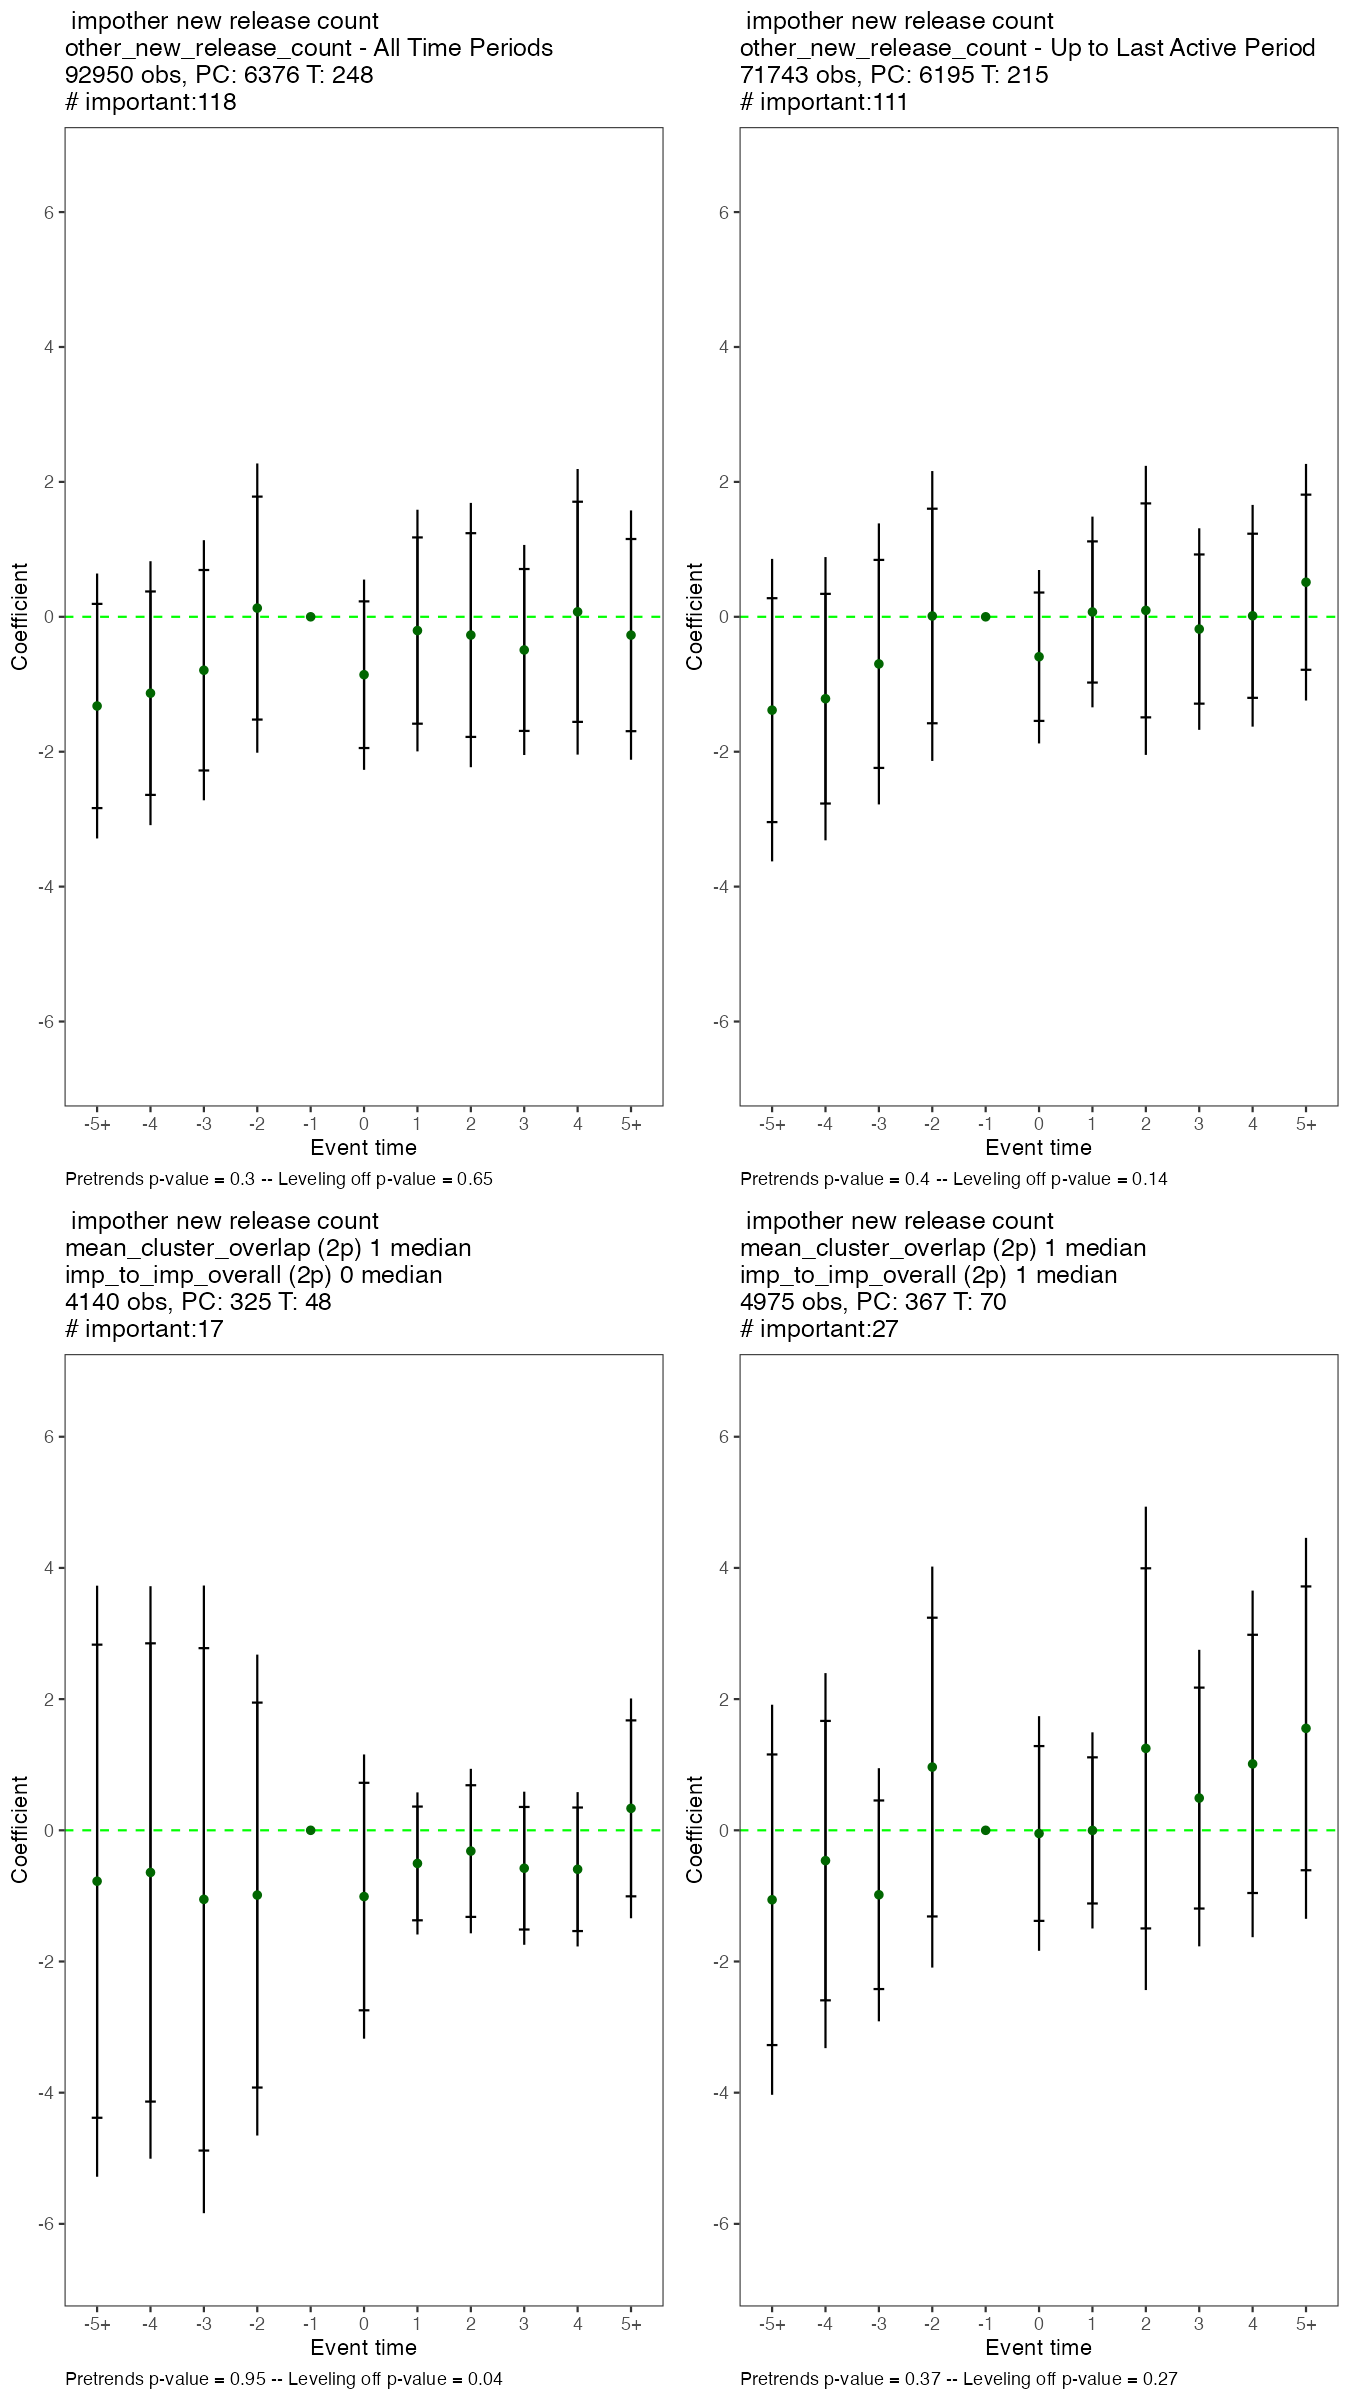 impother new release count
other_new_release_count - All Time Periods
92950 obs, PC: 6376 T: 248
# important:118
6
4
2
0
-2
-4
-6
Coefficient
-5+ -4 -3 -2 -1 0 1 2 3 4 5+
Event time
Pretrends p-value = 0.3 -- Leveling off p-value = 0.65
impother new release count
other_new_release_count - Up to Last Active Period
71743 obs, PC: 6195 T: 215
# important:111
6
4
2
0
-2
-4
-6
Coefficient
-5+ -4 -3 -2 -1 0 1 2 3 4 5+
Event time
Pretrends p-value = 0.4 -- Leveling off p-value = 0.14
impother new release count
mean_cluster_overlap (2p) 1 median
imp_to_imp_overall (2p) 0 median
4140 obs, PC: 325 T: 48
# important:17
6
4
2
0
-2
-4
-6
Coefficient
-5+ -4 -3 -2 -1 0 1 2 3 4 5+
Event time
Pretrends p-value = 0.95 -- Leveling off p-value = 0.04
impother new release count
mean_cluster_overlap (2p) 1 median
imp_to_imp_overall (2p) 1 median
4975 obs, PC: 367 T: 70
# important:27
6
4
2
0
-2
-4
-6
Coefficient
-5+ -4 -3 -2 -1 0 1 2 3 4 5+
Event time
Pretrends p-value = 0.37 -- Leveling off p-value = 0.27